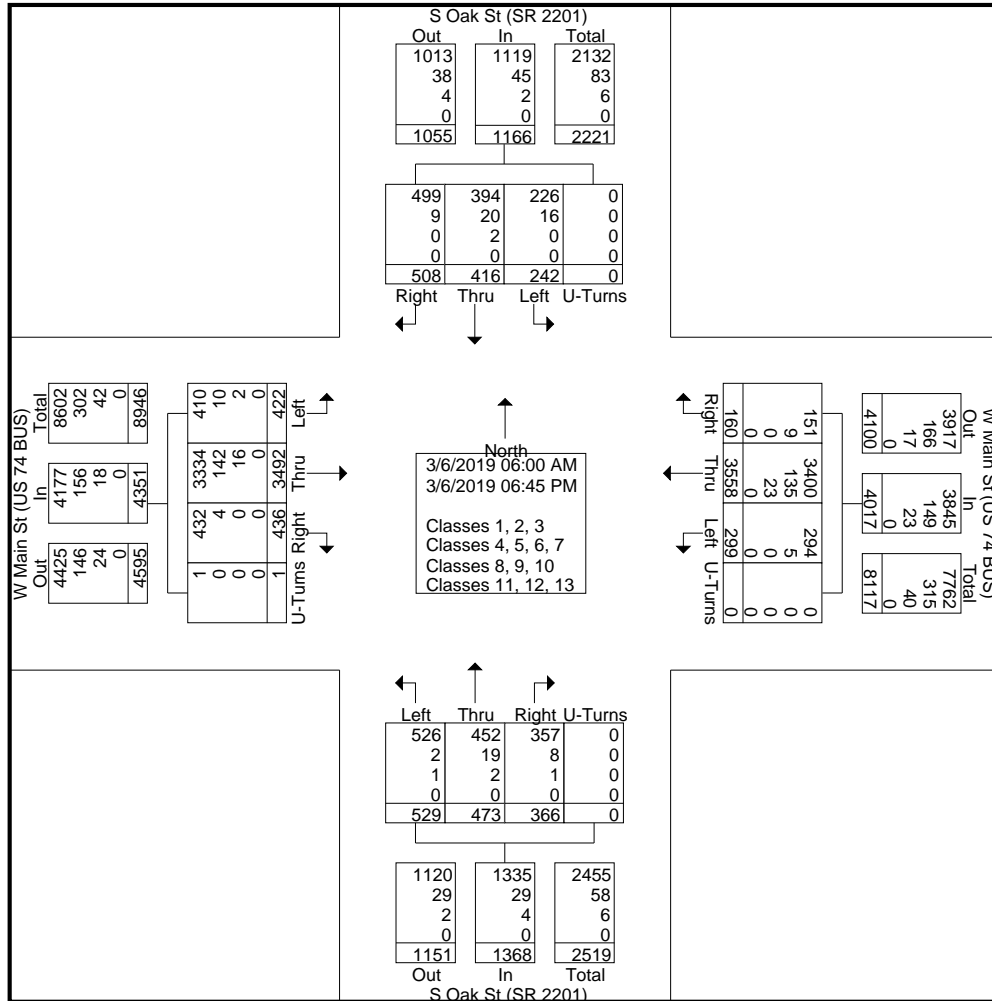 S Oak St (SR 2201)
Out In Total
1013 1119 2132
38 45 83
4 2 6
0 0 0
1055 1166 2221
499 394 226 0
9 20 16 0
0 2 0 0
0 0 0 0
508 416 242 0
Right Thru Left U-Turns
W Main St (US 74 BUS)
Total In Out
8602 4177 4425
302 156 146
42 18 24
0 0 0
8946 4351 4595
410 3334 432 1
10 142 4 0
2 16 0 0
0 0 0 0
422 3492 436 1
Left Thru Right U-Turns
North
3/6/2019 06:00 AM
3/6/2019 06:45 PM
Classes 1, 2, 3
Classes 4, 5, 6, 7
Classes 8, 9, 10
Classes 11, 12, 13
Right Thru Left U-Turns
151 3400 294 0
9 135 5 0
0 23 0 0
0 0 0 0
160 3558 299 0
W Main St (US 74 BUS)
Out In Total
3917 3845 7762
166 149 315
17 23 40
0 0 0
4100 4017 8117
Left Thru Right U-Turns
526 452 357 0
2 19 8 0
1 2 1 0
0 0 0 0
529 473 366 0
1120 1335 2455
29 29 58
2 4 6
0 0 0
1151 1368 2519
Out In Total
S Oak St (SR 2201)